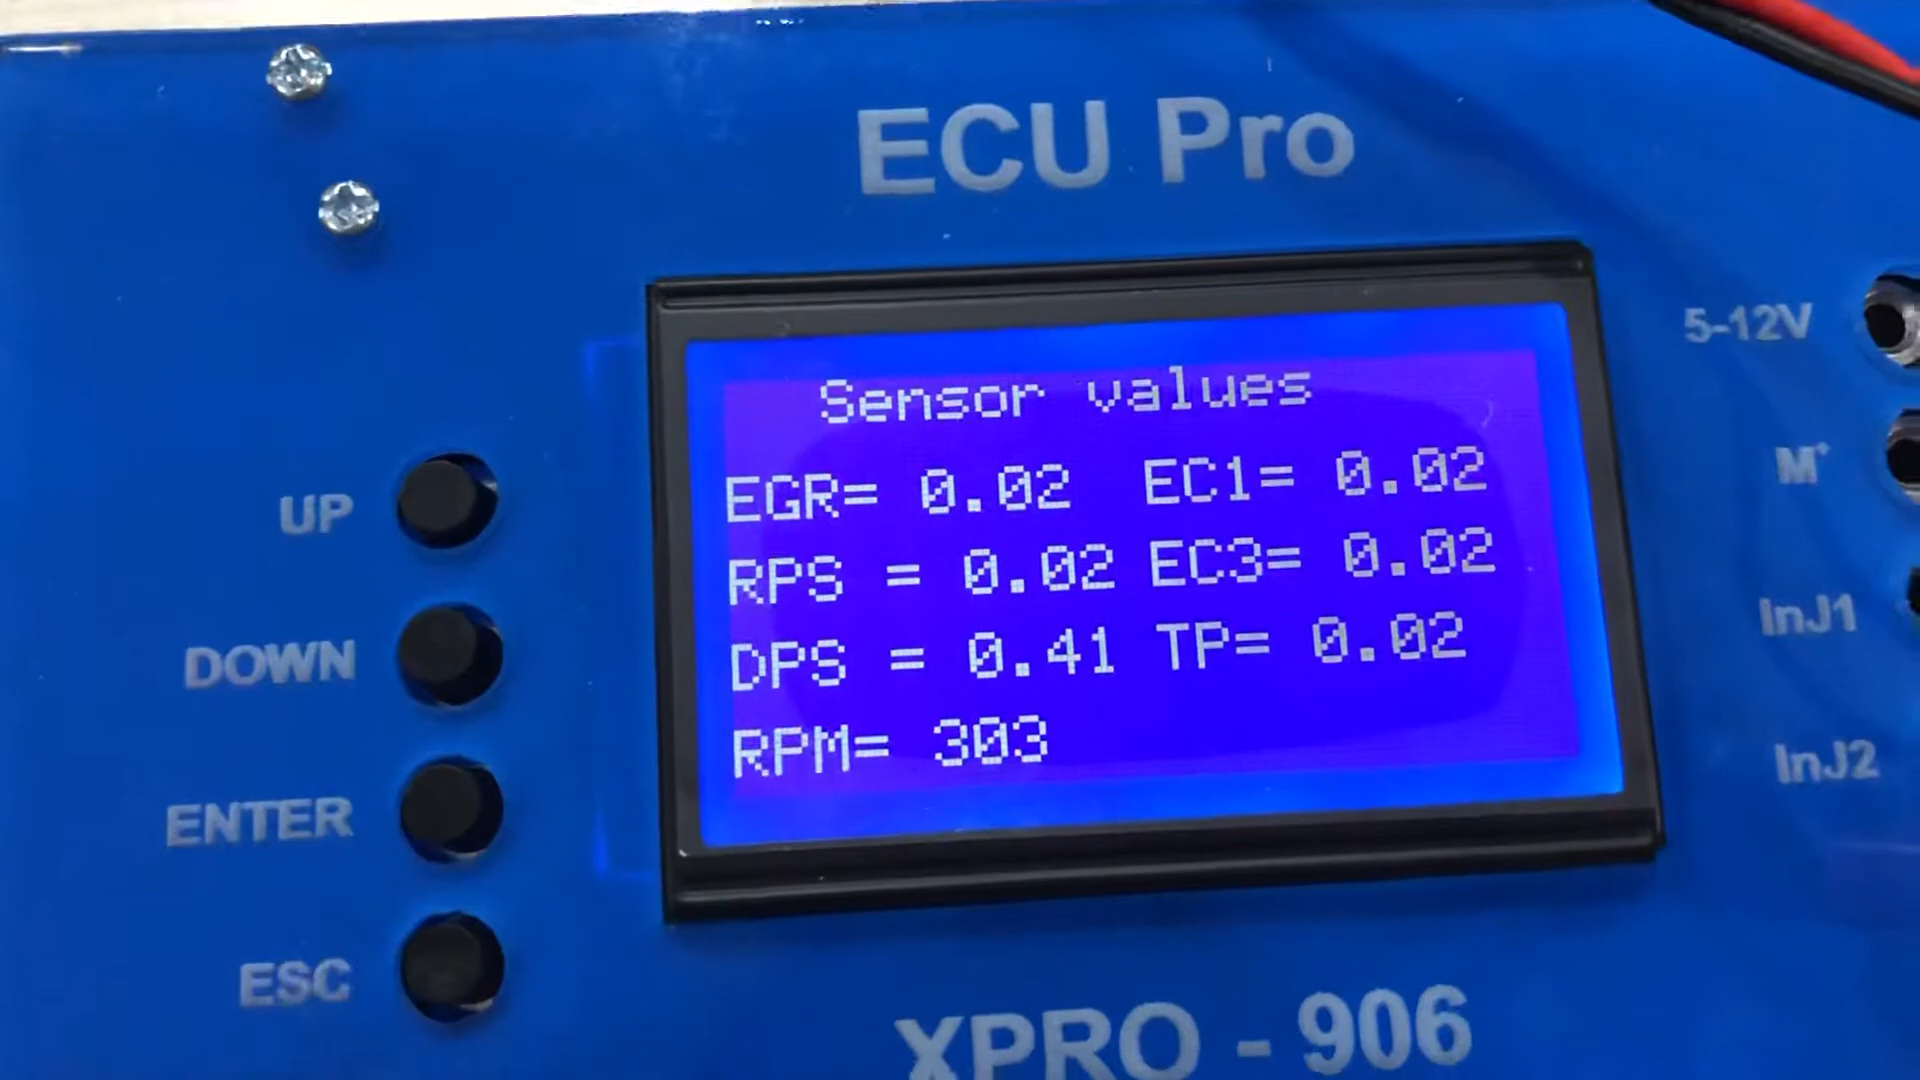 ECU Pro
Sensor values
EGR= 0.02 EC1= 0.02
RPS = 0.02 EC3= 0.02
DPS = 0.41 TP= 0.02
RPM= 303
UP
DOWN
ENTER
ESC
5-12V
M+
InJ1
InJ2
XPRO - 906